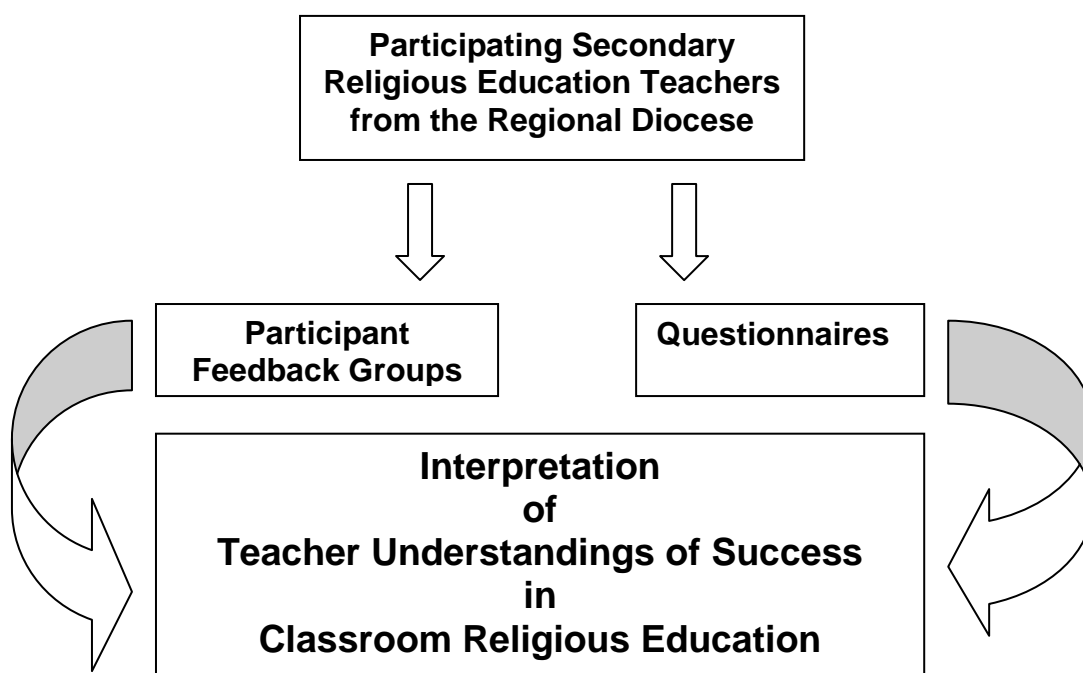 Participating Secondary
Religious Education Teachers
from the Regional Diocese
Participant
Feedback Groups
Questionnaires
Interpretation
of
Teacher Understandings of Success
in
Classroom Religious Education